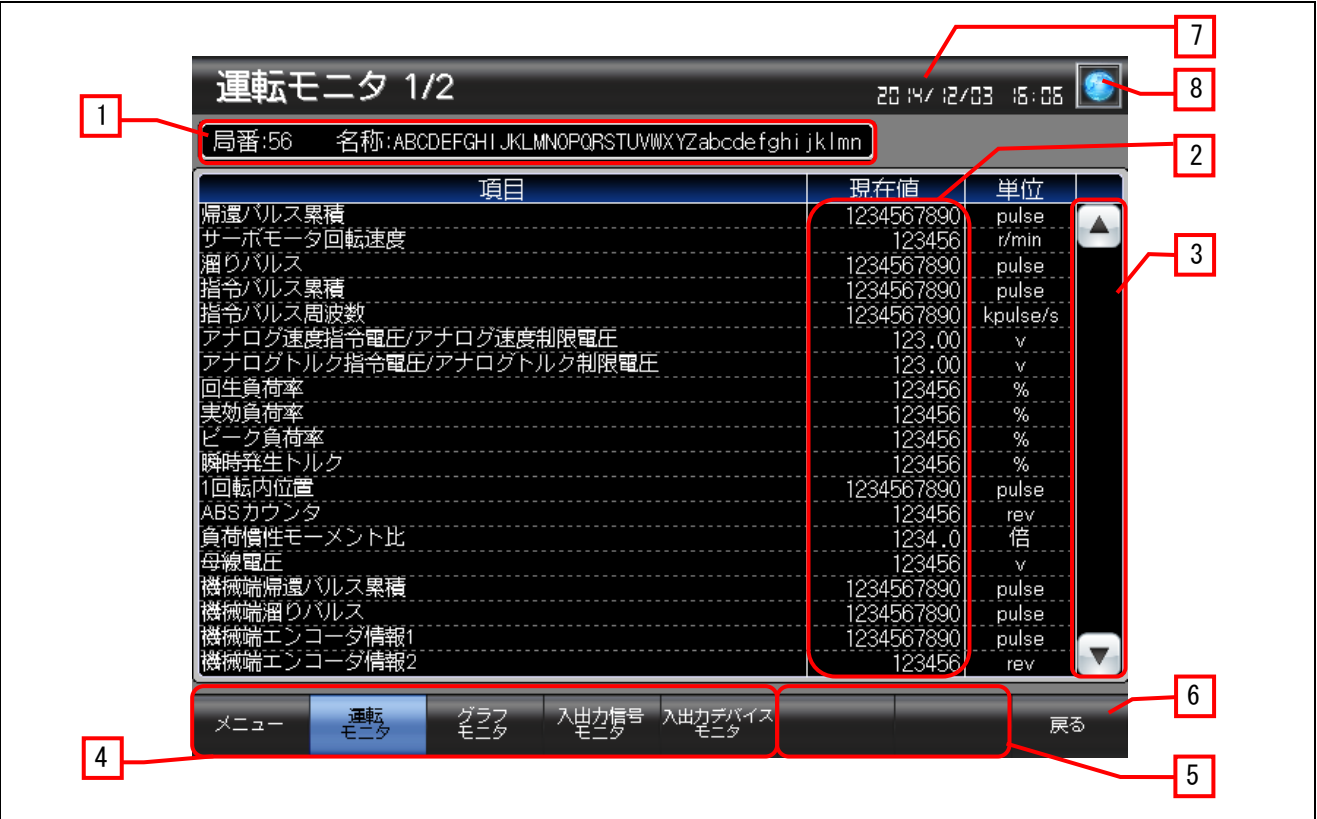 7
運転モニタ 1/2
2014/12/03 16:06
8
1
局番:56 名称:ABCDEFGHIJKLMNOPQRSTUVWXYZabcdefghijklmn
2
項目 現在値 単位
帰還パルス累積 1234567890 pulse
サーボモータ回転速度 123456 r/min
3
溜りパルス 1234567890 pulse
指令パルス累積 1234567890 pulse
指令パルス周波数 1234567890 kpulse/s
アナログ速度指令電圧/アナログ速度制限電圧 123.00 v
アナログトルク指令電圧/アナログトルク制限電圧 123.00 v
回生負荷率 123456 %
実効負荷率 123456 %
ピーク負荷率 123456 %
瞬時発生トルク 123456 %
1回転内位置 1234567890 pulse
ABSカウンタ 123456 rev
負荷慣性モーメント比 1234.0 倍
母線電圧 123456 v
機械端帰還パルス累積 1234567890 pulse
機械端溜りパルス 1234567890 pulse
機械端エンコーダ情報1 1234567890 pulse
機械端エンコーダ情報2 123456 rev
6
メニュー
運転
モニタ
グラフ
モニタ
入出力信号
モニタ
入出力デバイス
モニタ
戻る
4
5